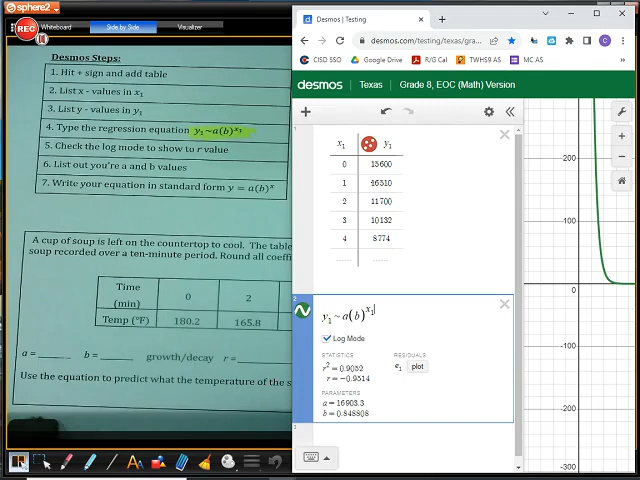 sphere2
REC
Whiteboard
Side by Side
Visualizer
Desmos Steps:
1. Hit + sign and add table
2. List x - values in x₁
3. List y - values in y₁
4. Type the regression equation y₁~a(b)^x₁
5. Check the log mode to show to r value
6. List out you're a and b values
7. Write your equation in standard form y = a(b)^x
A cup of soup is left on the countertop to cool. The table
soup recorded over a ten-minute period. Round all coeffi
Time (min) 0 2
Temp (°F) 180.2 165.8
a = ____ b = ____ growth/decay r = ____
Use the equation to predict what the temperature of the s
Desmos | Testing
desmos.com/testing/texas/gra...
CISD SSO
Google Drive
R/G Cal
TWHS9 AS
MC AS
desmos
Texas
Grade 8, EOC (Math) Version
1
x₁ y₁
0 15600
1 16510
2 11700
3 10132
4 8774
2
y₁ ~ a(b)^x₁
Log Mode
STATISTICS
RESIDUALS
r² = 0.9052
e₁ plot
r = −0.9514
PARAMETERS
a = 16903.3
b = 0.848808
3
200
100
0
-100
-200
-300